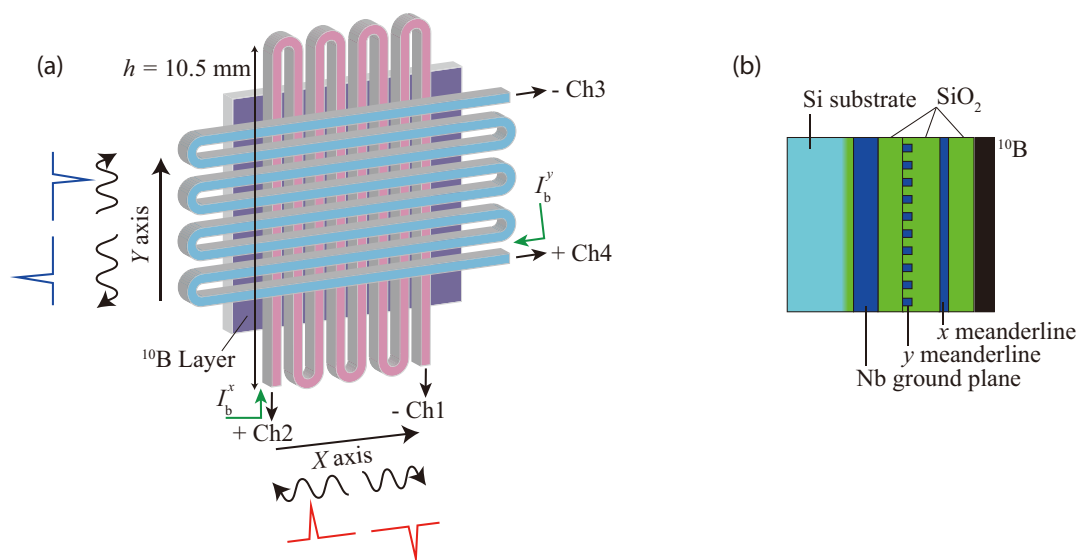 (a)
h = 10.5 mm
- Ch3
I_b^y
+ Ch4
Y axis
¹⁰B Layer
I_b^x
+ Ch2
- Ch1
X axis
(b)
Si substrate
SiO₂
¹⁰B
x meanderline
y meanderline
Nb ground plane